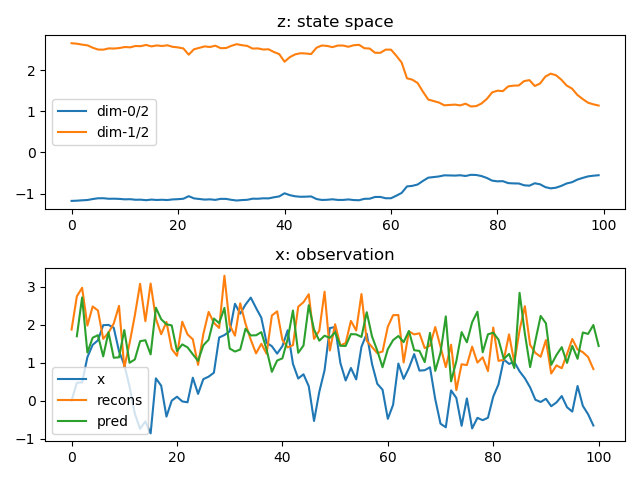 z: state space
2
1
0
−1
dim-0/2
dim-1/2
0 20 40 60 80 100
x: observation
3
2
1
0
−1
x
recons
pred
0 20 40 60 80 100